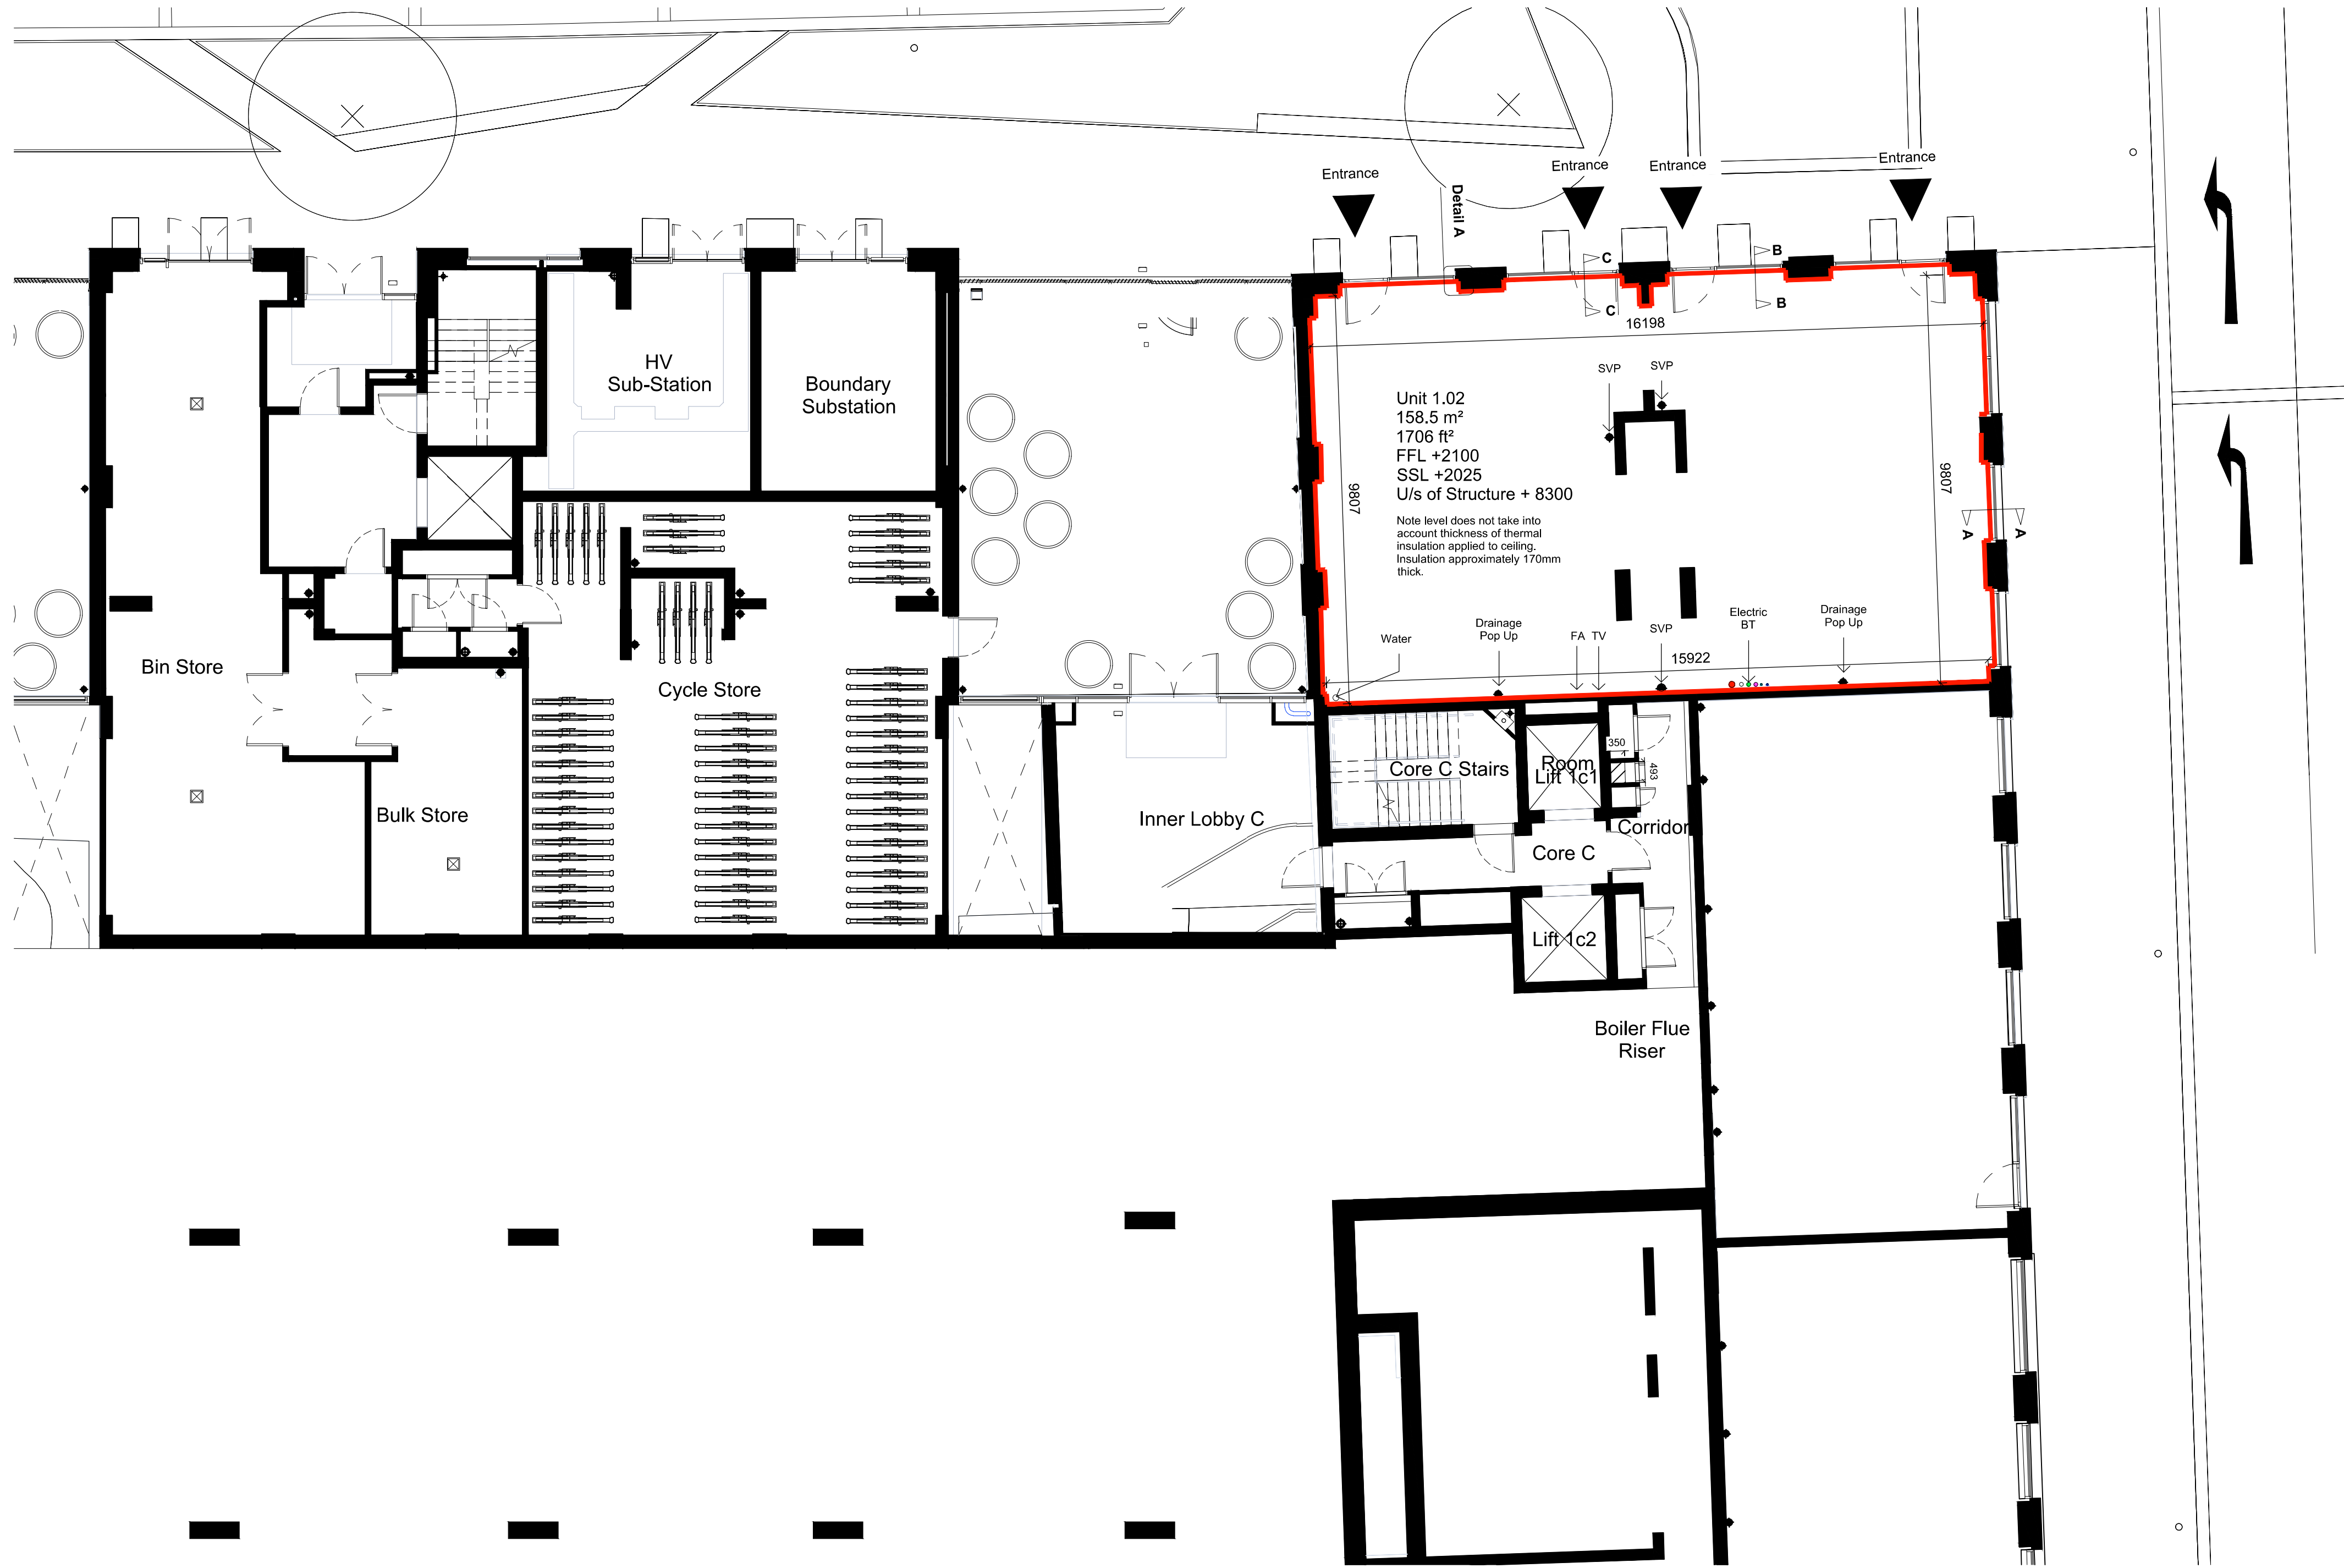 Entrance
Entrance
Entrance
Entrance
Detail A
C
B
C
B
16198
HV
Sub-Station
Boundary
Substation
SVP
SVP
Unit 1.02
158.5 m²
1706 ft²
FFL +2100
SSL +2025
U/s of Structure + 8300
Note level does not take into
account thickness of thermal
insulation applied to ceiling.
Insulation approximately 170mm
thick.
9807
9807
A
A
Water
Drainage
Pop Up
FA
TV
SVP
Electric
BT
Drainage
Pop Up
15922
Bin Store
Cycle Store
Bulk Store
Inner Lobby C
Core C Stairs
Room
Lift 1c1
350
493
Corridor
Core C
Lift 1c2
Boiler Flue
Riser